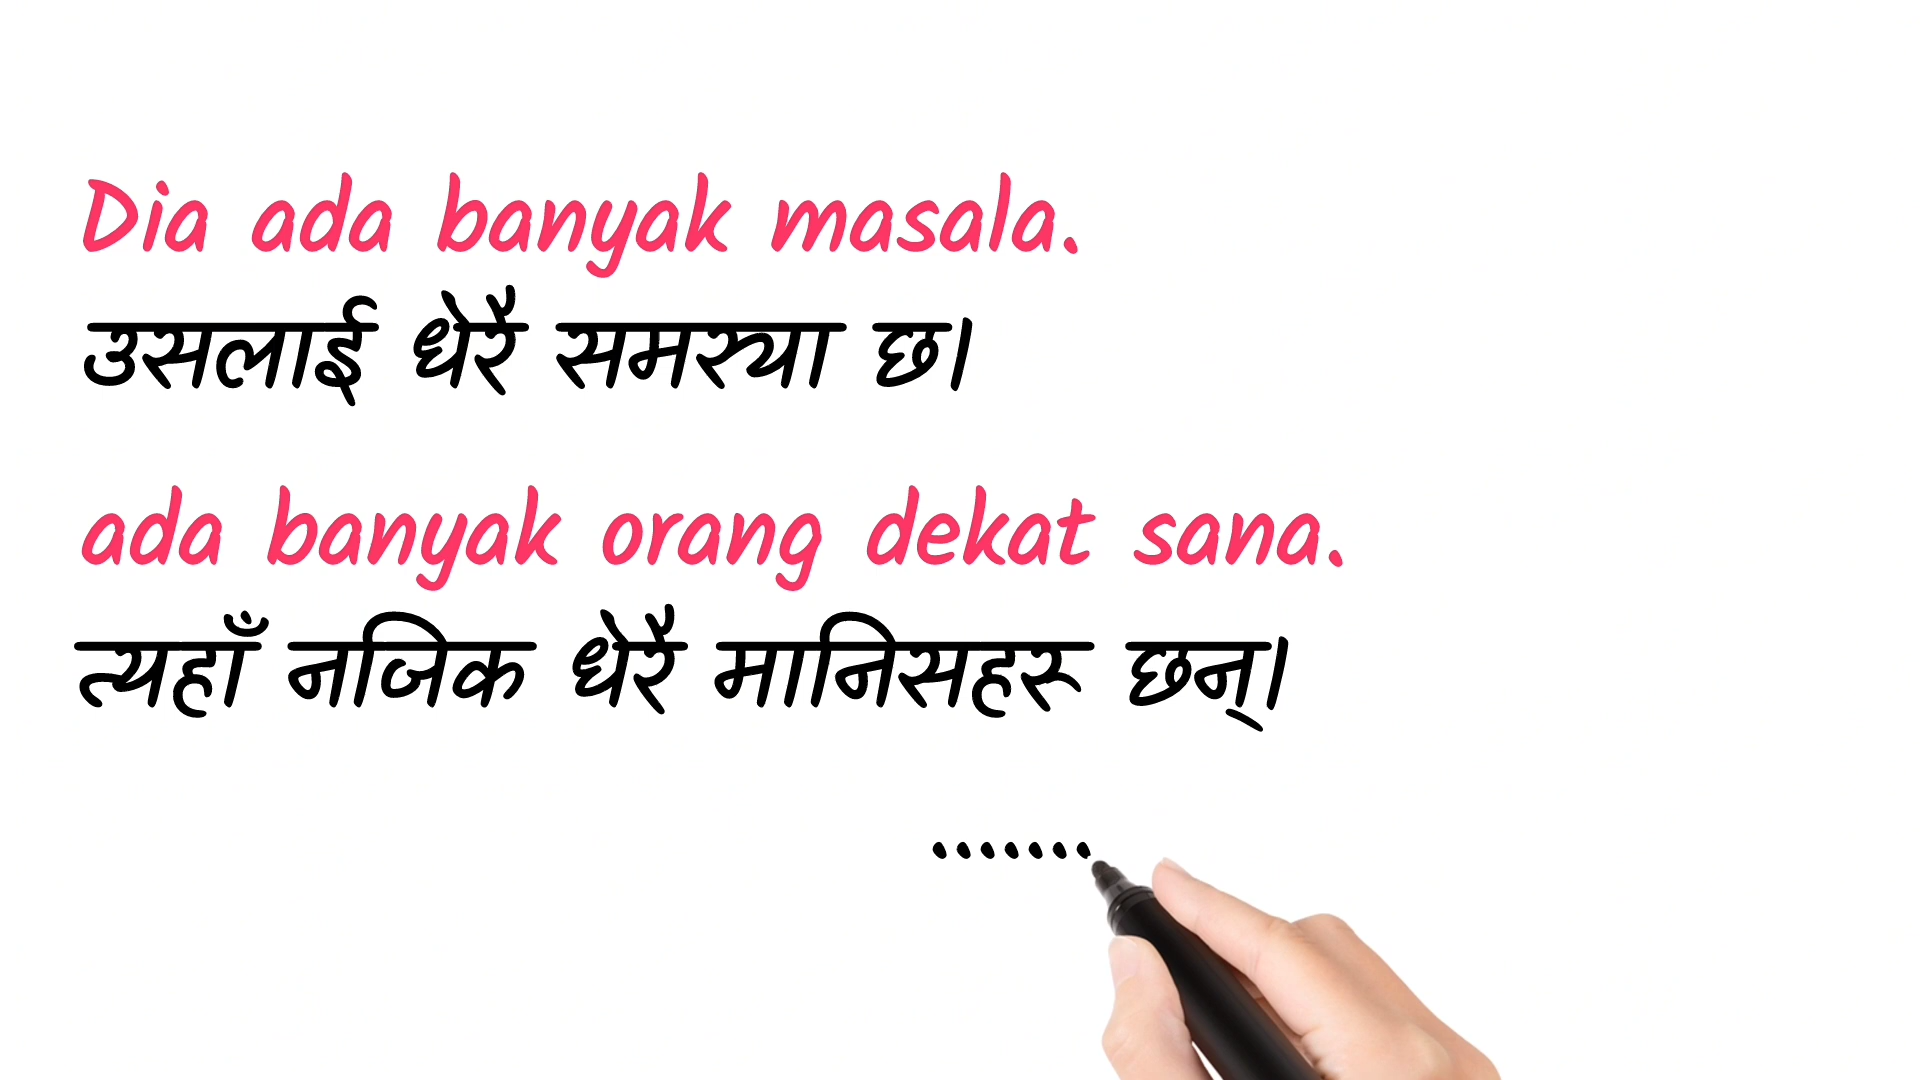 Dia ada banyak masala.
उसलाई धेरै समस्या छ।
ada banyak orang dekat sana.
त्यहाँ नजिक धेरै मानिसहरू छन्।
.......